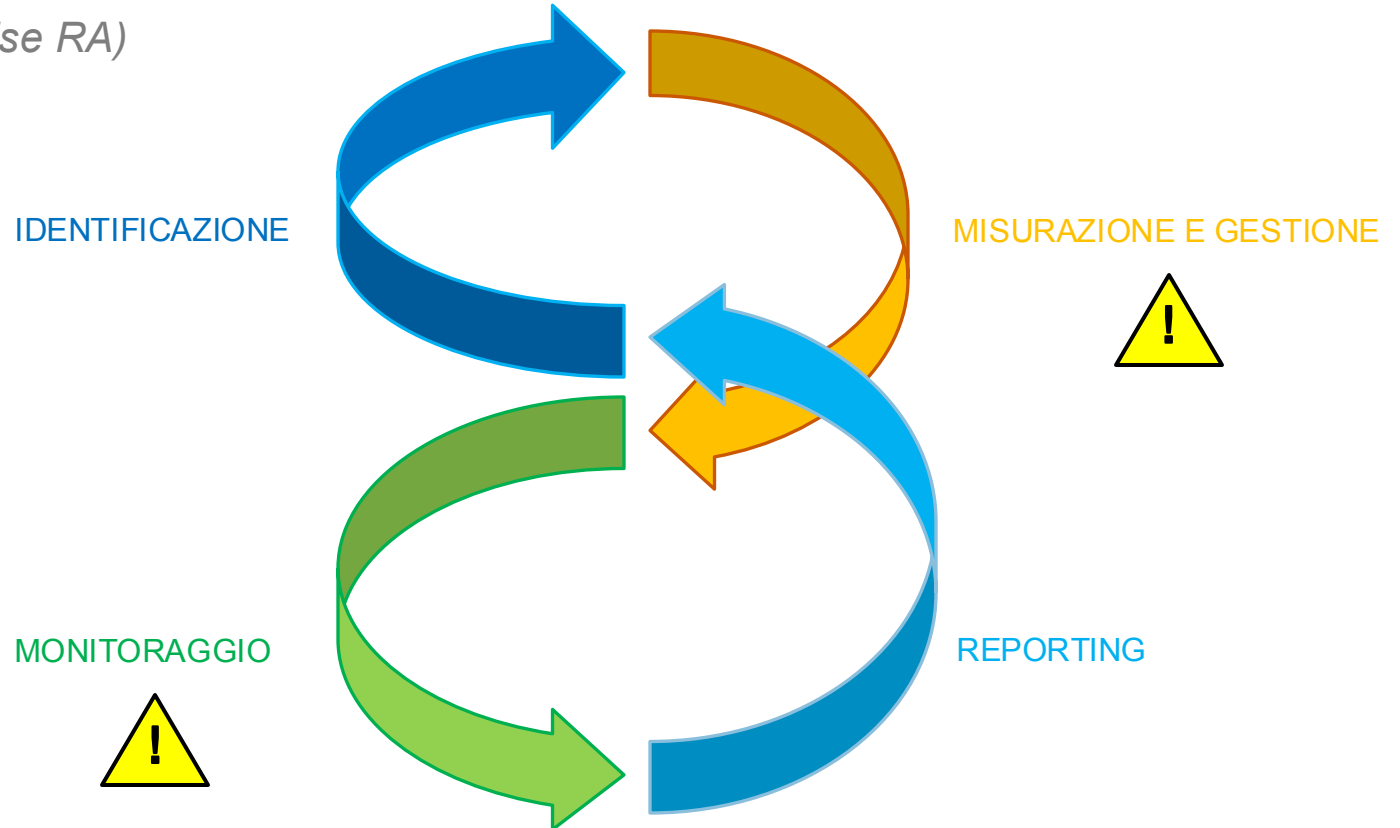 se RA)
IDENTIFICAZIONE
MISURAZIONE E GESTIONE
!
MONITORAGGIO
REPORTING
!